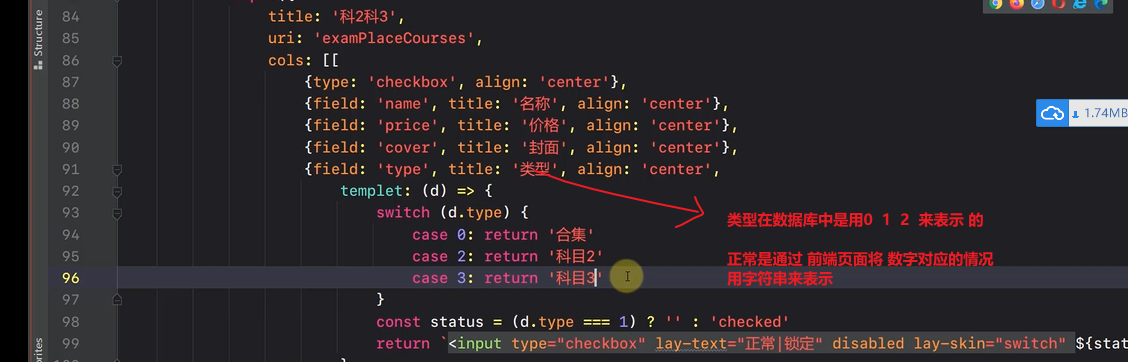 Structure
84 title: '科2科3',
85 uri: 'examPlaceCourses',
86 cols: [[
87 {type: 'checkbox', align: 'center'},
88 {field: 'name', title: '名称', align: 'center'},
89 {field: 'price', title: '价格', align: 'center'},
90 {field: 'cover', title: '封面', align: 'center'},
91 {field: 'type', title: '类型', align: 'center',
92 templet: (d) => {
93 switch (d.type) {
94 case 0: return '合集'
95 case 2: return '科目2'
96 case 3: return '科目3'
97 }
98 const status = (d.type === 1) ? '' : 'checked'
99 return `<input type="checkbox" lay-text="正常|锁定" disabled lay-skin="switch" ${stat
类型在数据库中是用0 1 2 来表示 的
正常是通过 前端页面将 数字对应的情况
用字符串来表示
1.74MB
rorites